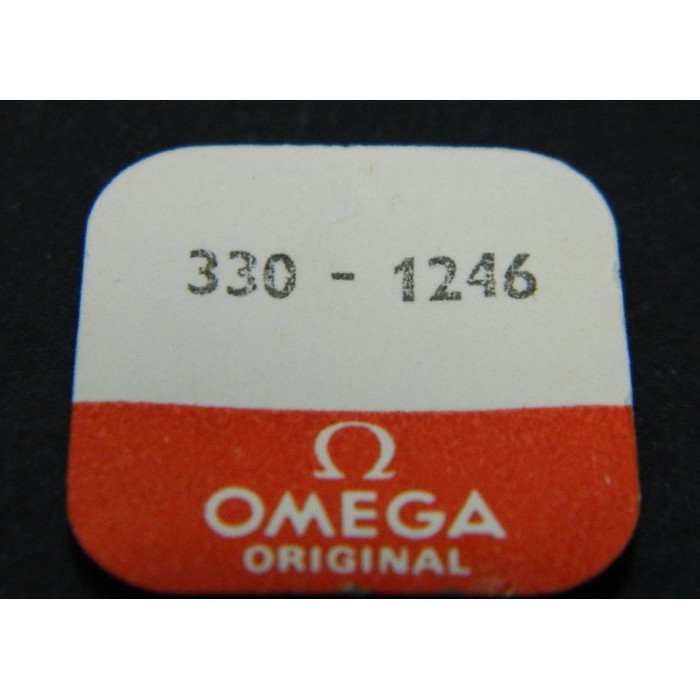 330 - 1246
Ω
OMEGA
ORIGINAL